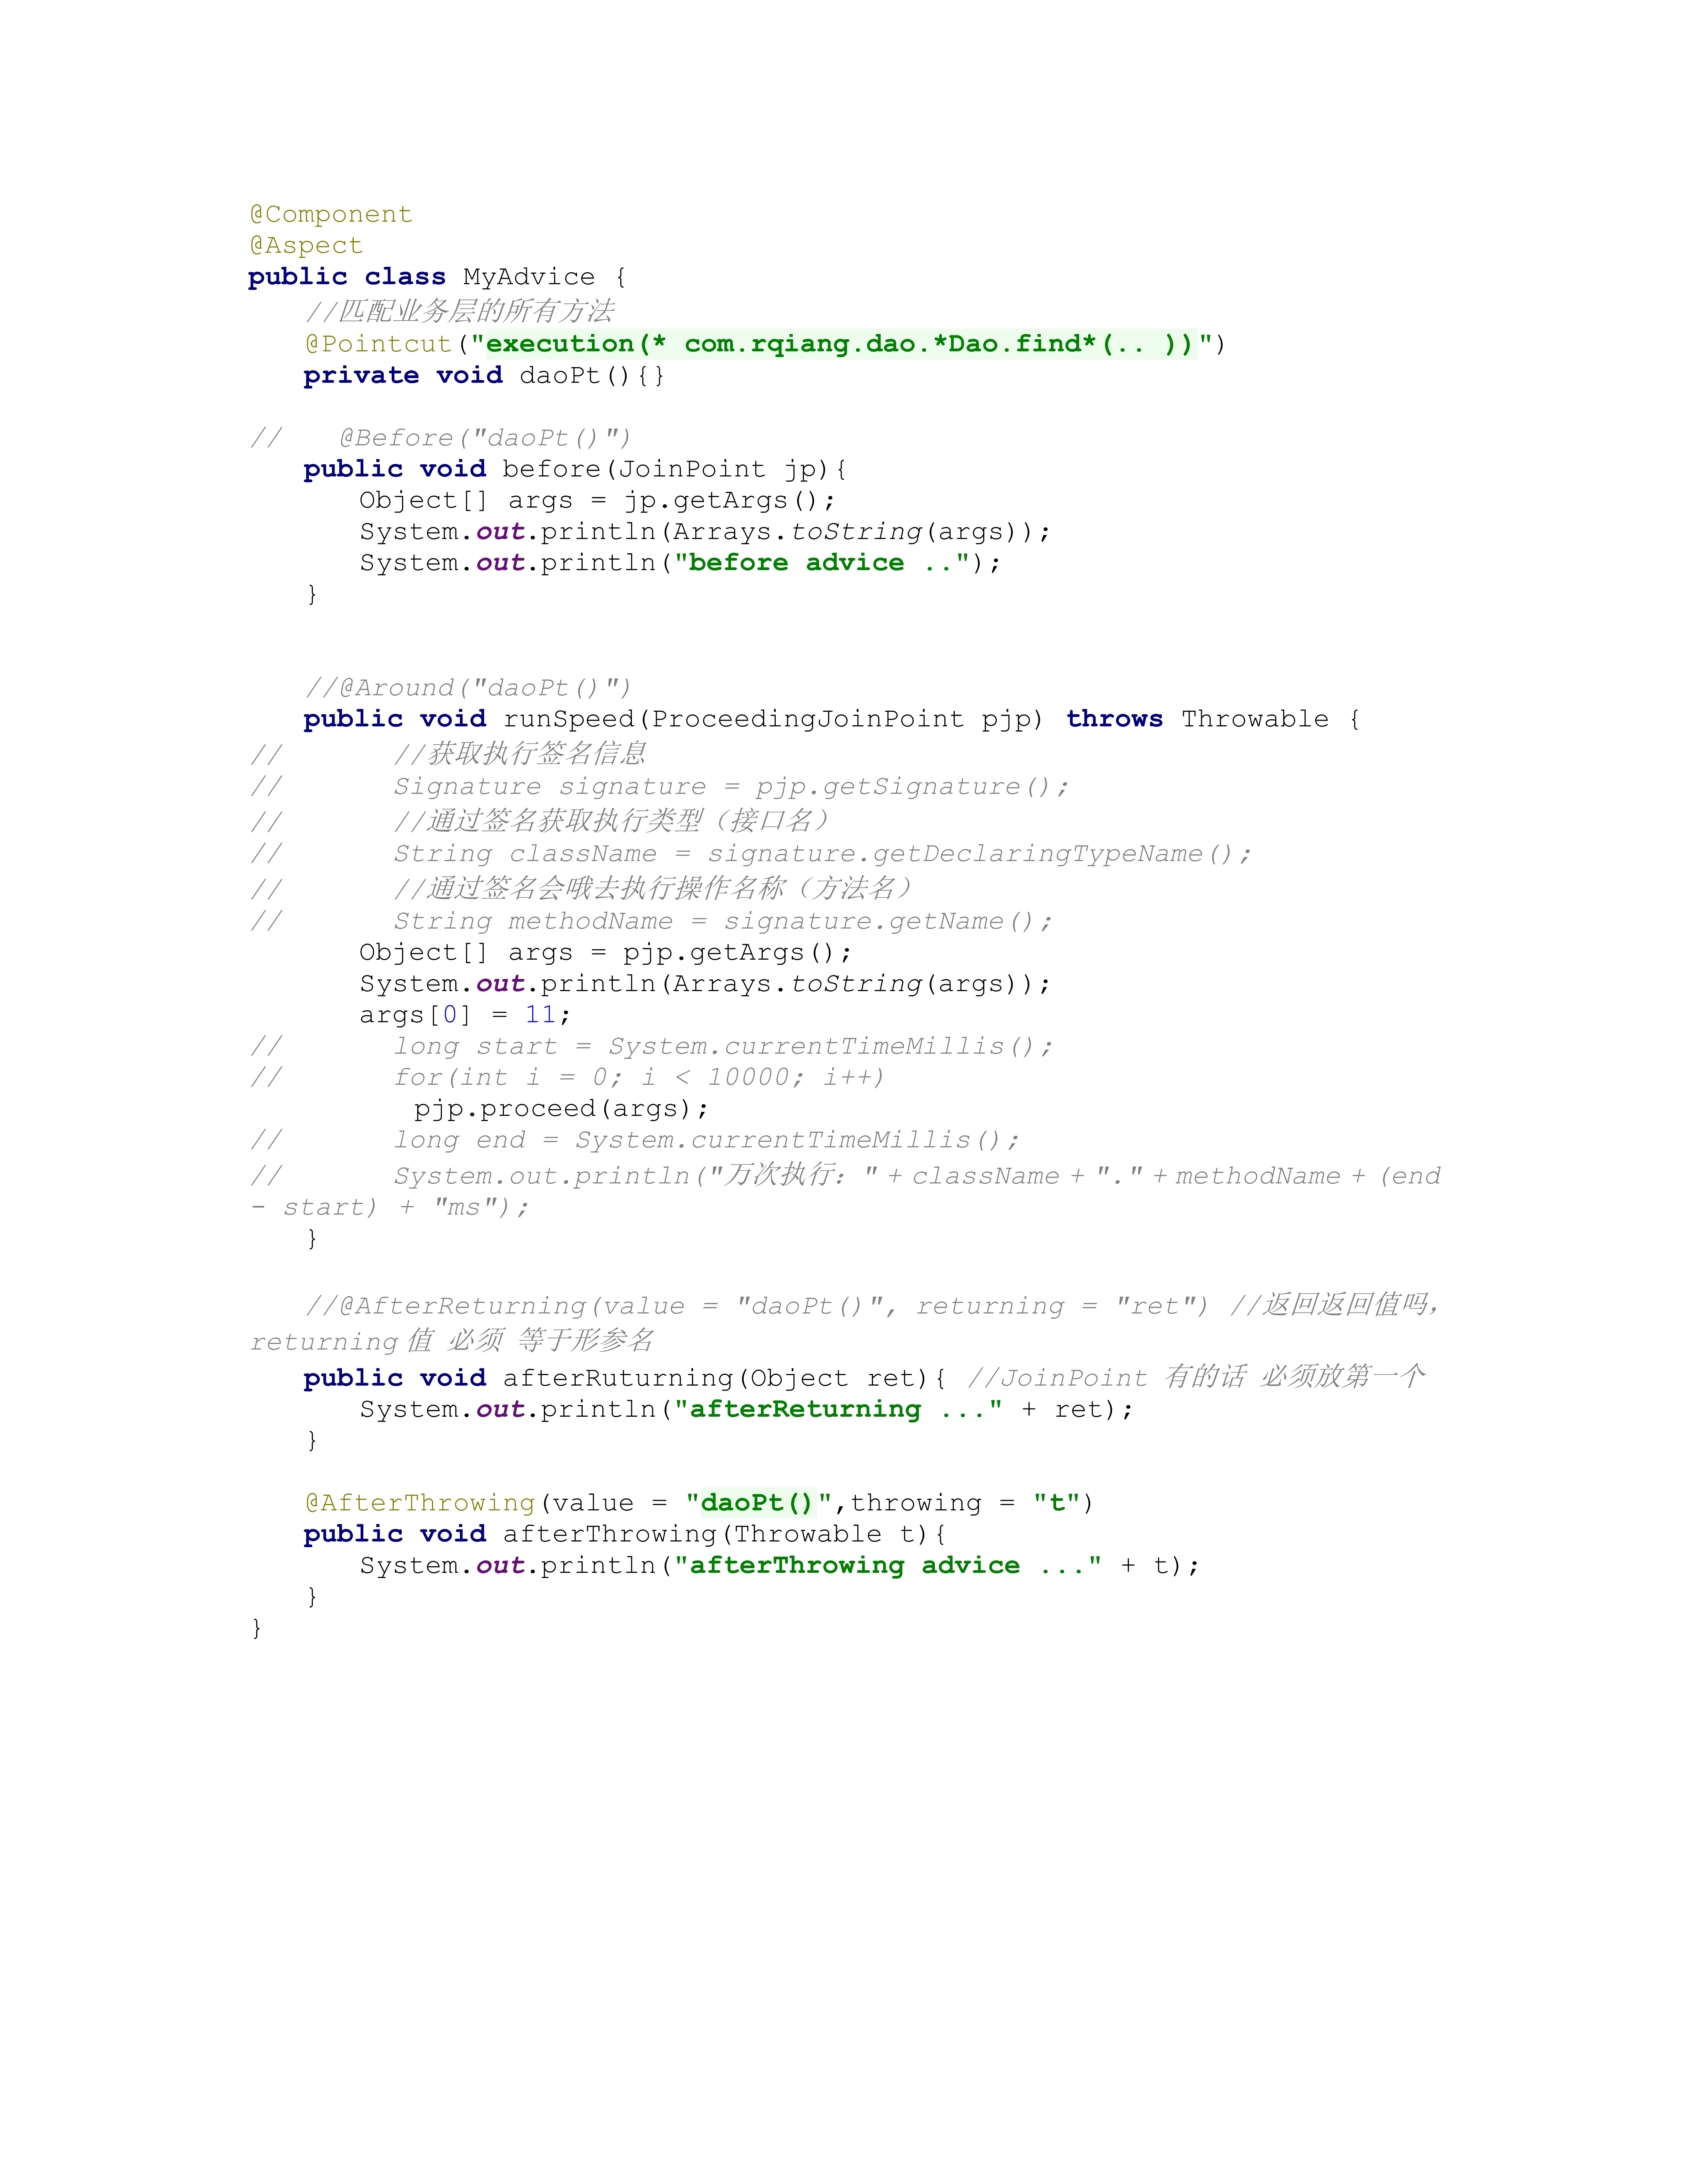 @Component
@Aspect
public class MyAdvice {
//匹配业务层的所有方法
@Pointcut("execution(* com.rqiang.dao.*Dao.find*(.. ))")
private void daoPt(){}
//   @Before("daoPt()")
public void before(JoinPoint jp){
Object[] args = jp.getArgs();
System.out.println(Arrays.toString(args));
System.out.println("before advice ..");
}
//@Around("daoPt()")
public void runSpeed(ProceedingJoinPoint pjp) throws Throwable {
//       //获取执行签名信息
//       Signature signature = pjp.getSignature();
//       //通过签名获取执行类型（接口名）
//       String className = signature.getDeclaringTypeName();
//       //通过签名会哦去执行操作名称（方法名）
//       String methodName = signature.getName();
Object[] args = pjp.getArgs();
System.out.println(Arrays.toString(args));
args[0] = 11;
//       long start = System.currentTimeMillis();
//       for(int i = 0; i < 10000; i++)
pjp.proceed(args);
//       long end = System.currentTimeMillis();
//       System.out.println("万次执行：" + className + "." + methodName + (end
- start) + "ms");
}
//@AfterReturning(value = "daoPt()", returning = "ret") //返回返回值吗，
returning 值 必须 等于形参名
public void afterRuturning(Object ret){ //JoinPoint 有的话 必须放第一个
System.out.println("afterReturning ..." + ret);
}
@AfterThrowing(value = "daoPt()",throwing = "t")
public void afterThrowing(Throwable t){
System.out.println("afterThrowing advice ..." + t);
}
}